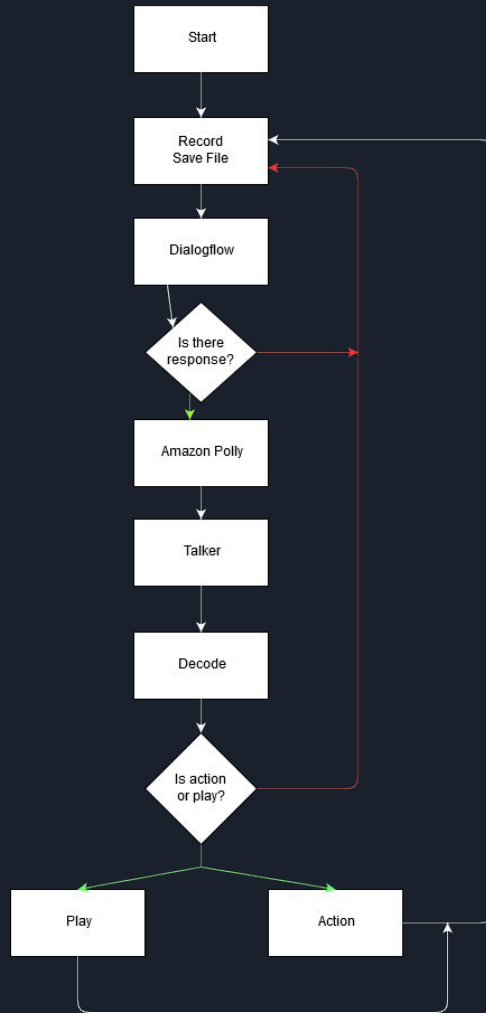 Start
Record
Save File
Dialogflow
Is there
response?
Amazon Polly
Talker
Decode
Is action
or play?
Play
Action